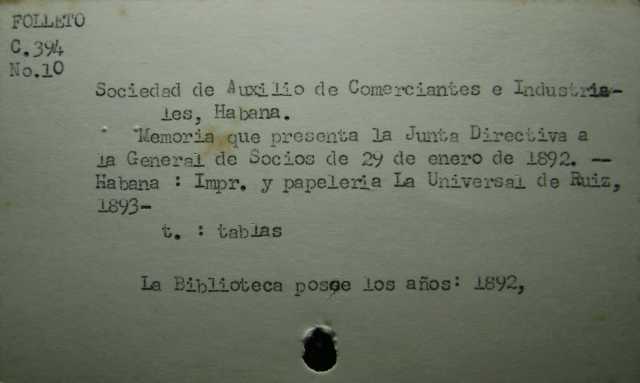 FOLLETO
C.394
No.10
Sociedad de Auxilio de Comerciantes e Industria-
les, Habana.
Memoria que presenta la Junta Directiva a
la General de Socios de 29 de enero de 1892. --
Habana : Impr. y papeleria La Universal de Ruiz,
1893-
t. : tablas
La Biblioteca posee los años: 1892,